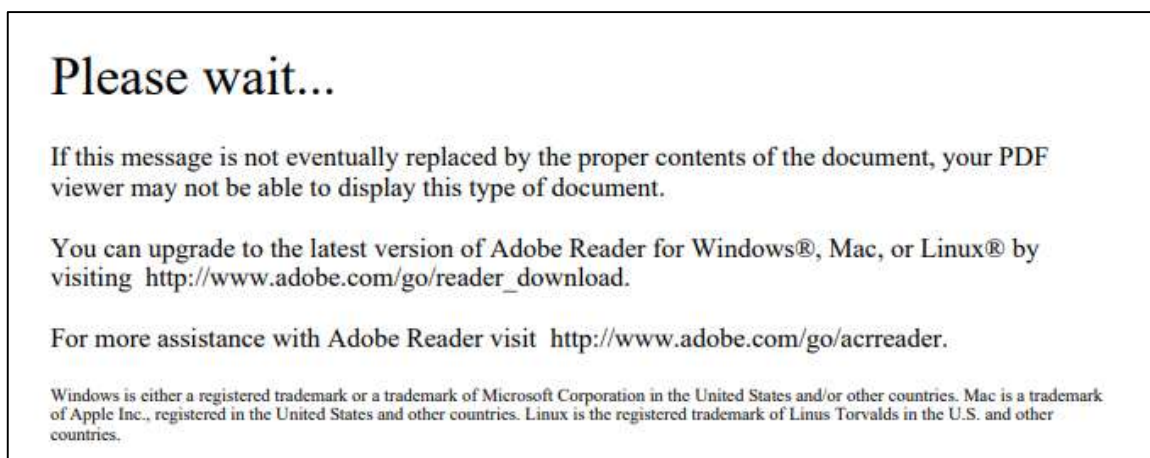 Please wait...
If this message is not eventually replaced by the proper contents of the document, your PDF
viewer may not be able to display this type of document.
You can upgrade to the latest version of Adobe Reader for Windows®, Mac, or Linux® by
visiting  http://www.adobe.com/go/reader_download.
For more assistance with Adobe Reader visit  http://www.adobe.com/go/acrreader.
Windows is either a registered trademark or a trademark of Microsoft Corporation in the United States and/or other countries. Mac is a trademark
of Apple Inc., registered in the United States and other countries. Linux is the registered trademark of Linus Torvalds in the U.S. and other
countries.